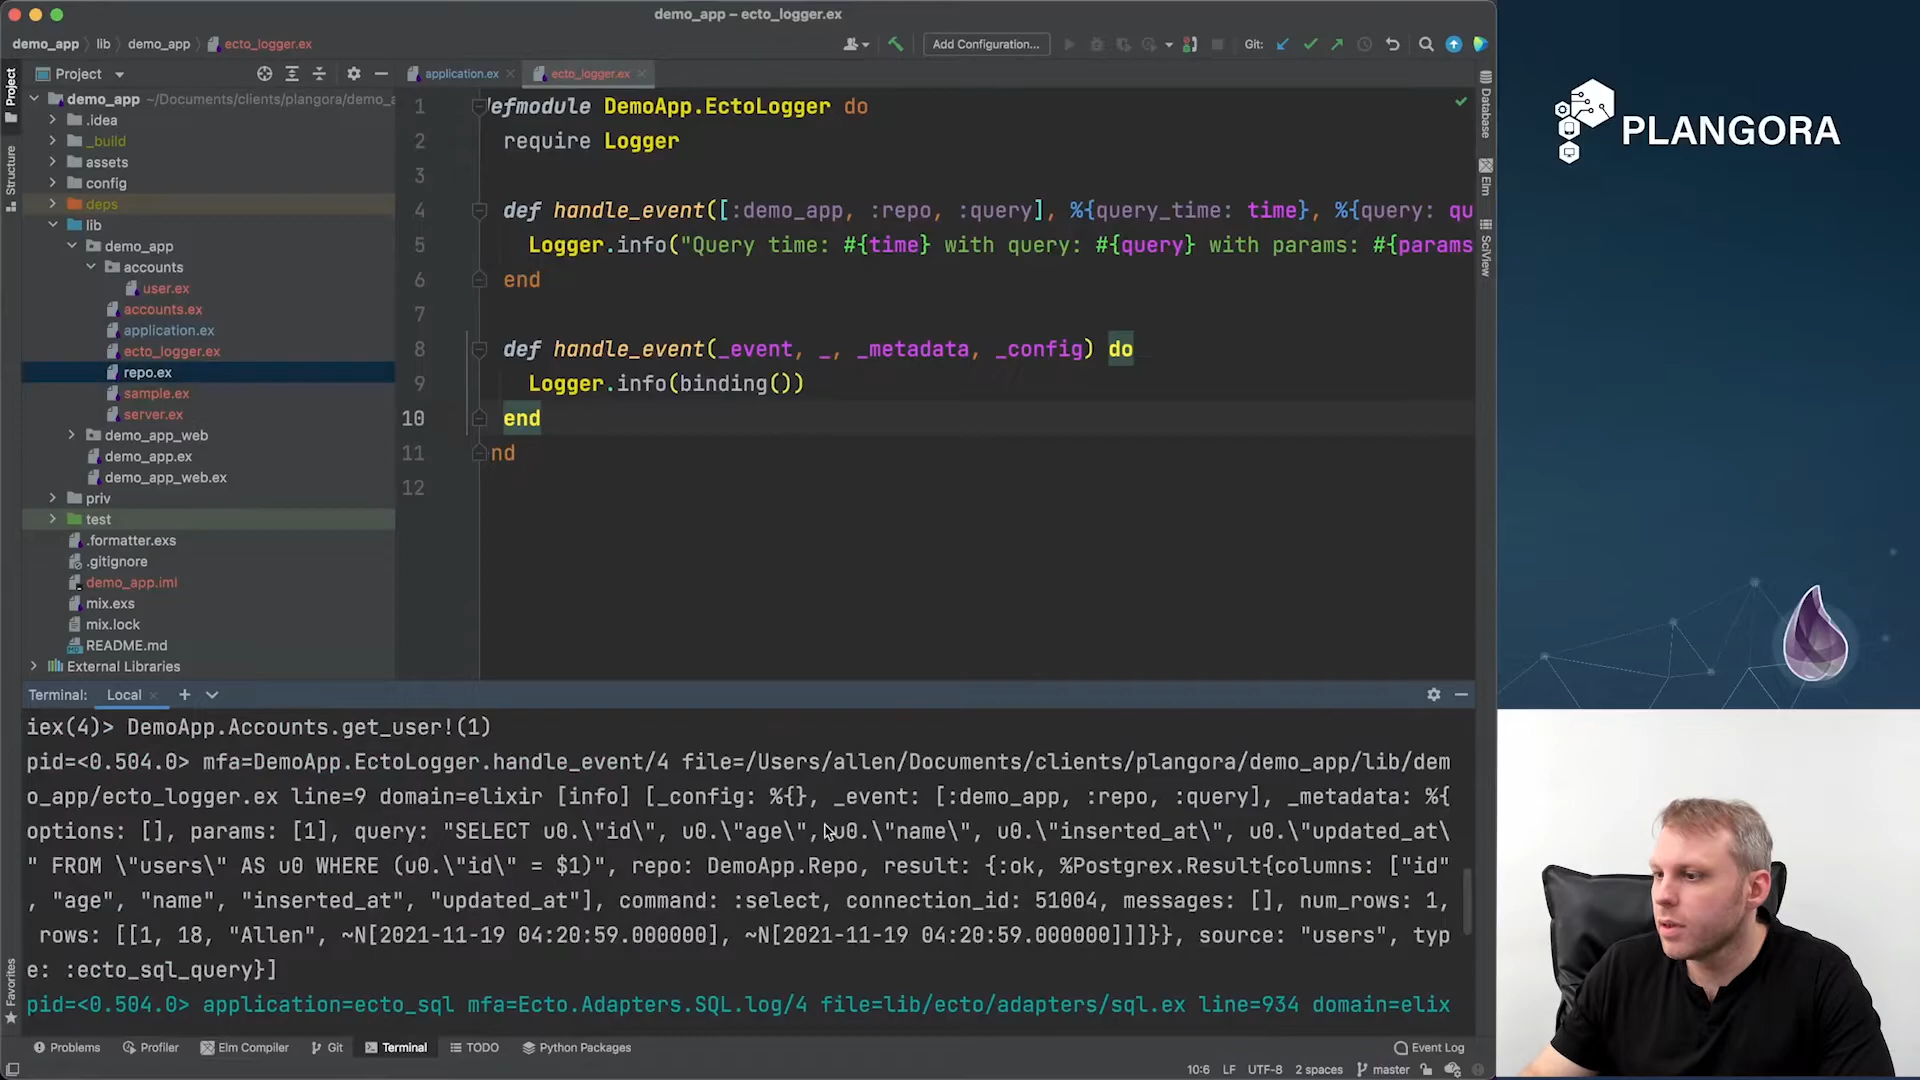 demo_app – ecto_logger.ex
demo_app lib demo_app ecto_logger.ex
Add Configuration...
Git:
Project
application.ex
ecto_logger.ex
Project
Structure
Favorites
Database
Elm
SciView
demo_app ~/Documents/clients/plangora/demo_a
.idea
_build
assets
config
deps
lib
demo_app
accounts
user.ex
accounts.ex
application.ex
ecto_logger.ex
repo.ex
sample.ex
server.ex
demo_app_web
demo_app.ex
demo_app_web.ex
priv
test
.formatter.exs
.gitignore
demo_app.iml
mix.exs
mix.lock
README.md
External Libraries
1 efmodule DemoApp.EctoLogger do
2 require Logger
3
4 def handle_event([:demo_app, :repo, :query], %{query_time: time}, %{query: qu
5 Logger.info("Query time: #{time} with query: #{query} with params: #{params
6 end
7
8 def handle_event(_event, _, _metadata, _config) do
9 Logger.info(binding())
10 end
11 nd
12
Terminal: Local
iex(4)> DemoApp.Accounts.get_user!(1)
pid=<0.504.0> mfa=DemoApp.EctoLogger.handle_event/4 file=/Users/allen/Documents/clients/plangora/demo_app/lib/dem
o_app/ecto_logger.ex line=9 domain=elixir [info] [_config: %{}, _event: [:demo_app, :repo, :query], _metadata: %{
options: [], params: [1], query: "SELECT u0.\"id\", u0.\"age\", u0.\"name\", u0.\"inserted_at\", u0.\"updated_at\
" FROM \"users\" AS u0 WHERE (u0.\"id\" = $1)", repo: DemoApp.Repo, result: {:ok, %Postgrex.Result{columns: ["id"
, "age", "name", "inserted_at", "updated_at"], command: :select, connection_id: 51004, messages: [], num_rows: 1,
rows: [[1, 18, "Allen", ~N[2021-11-19 04:20:59.000000], ~N[2021-11-19 04:20:59.000000]]]}}, source: "users", typ
e: :ecto_sql_query}]
pid=<0.504.0> application=ecto_sql mfa=Ecto.Adapters.SQL.log/4 file=lib/ecto/adapters/sql.ex line=934 domain=elix
Problems Profiler Elm Compiler Git Terminal TODO Python Packages Event Log
10:6 LF UTF-8 2 spaces master
PLANGORA